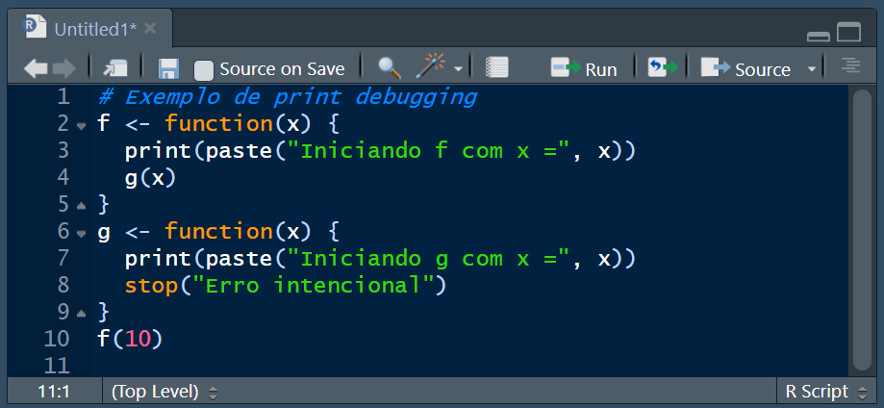 Untitled1*
Source on Save Run Source
1 # Exemplo de print debugging
2 f <- function(x) {
3   print(paste("Iniciando f com x =", x))
4   g(x)
5 }
6 g <- function(x) {
7   print(paste("Iniciando g com x =", x))
8   stop("Erro intencional")
9 }
10 f(10)
11
11:1 (Top Level) R Script